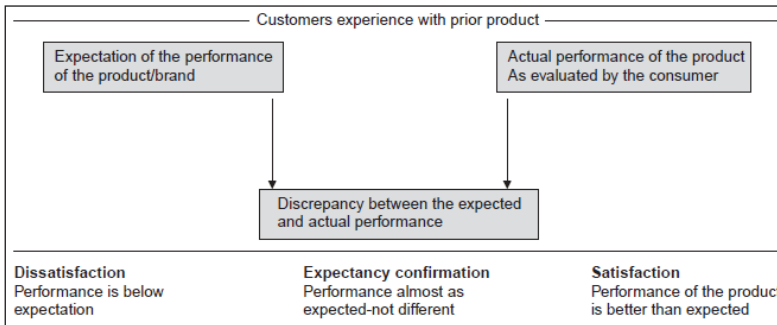 Customers experience with prior product
Expectation of the performance
of the product/brand
Actual performance of the product
As evaluated by the consumer
Discrepancy between the expected
and actual performance
Dissatisfaction
Performance is below
expectation
Expectancy confirmation
Performance almost as
expected-not different
Satisfaction
Performance of the product
is better than expected